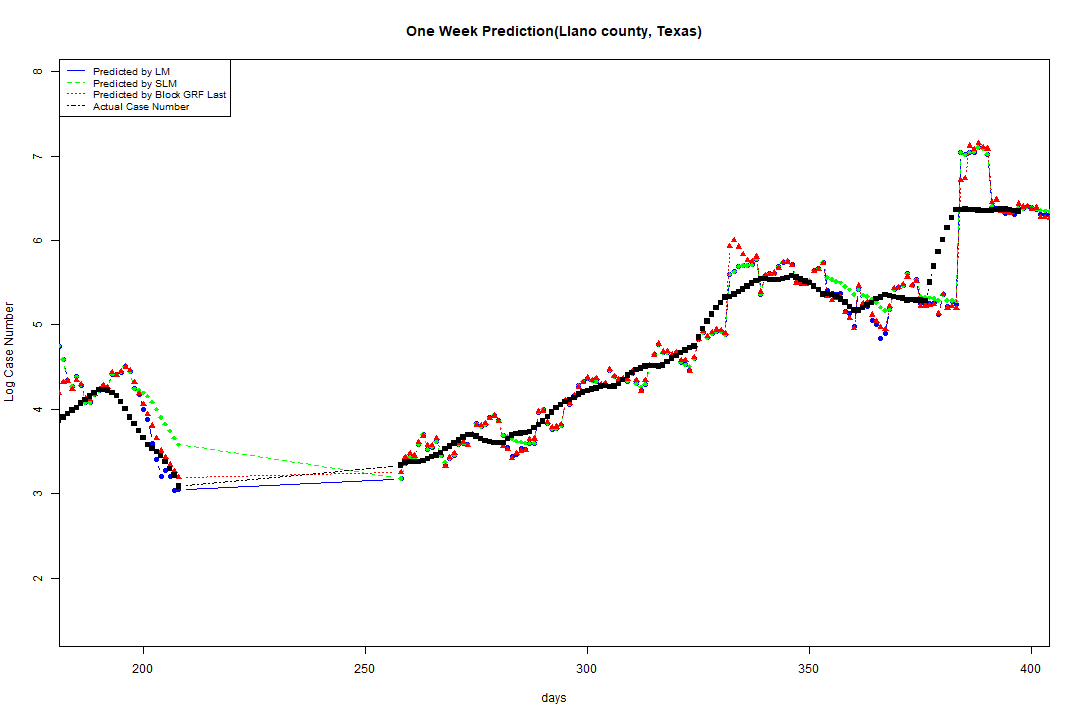 One Week Prediction(Llano county, Texas)
Predicted by LM
Predicted by SLM
Predicted by Block GRF Last
Actual Case Number
8
7
6
5
4
3
2
Log Case Number
200 250 300 350 400
days